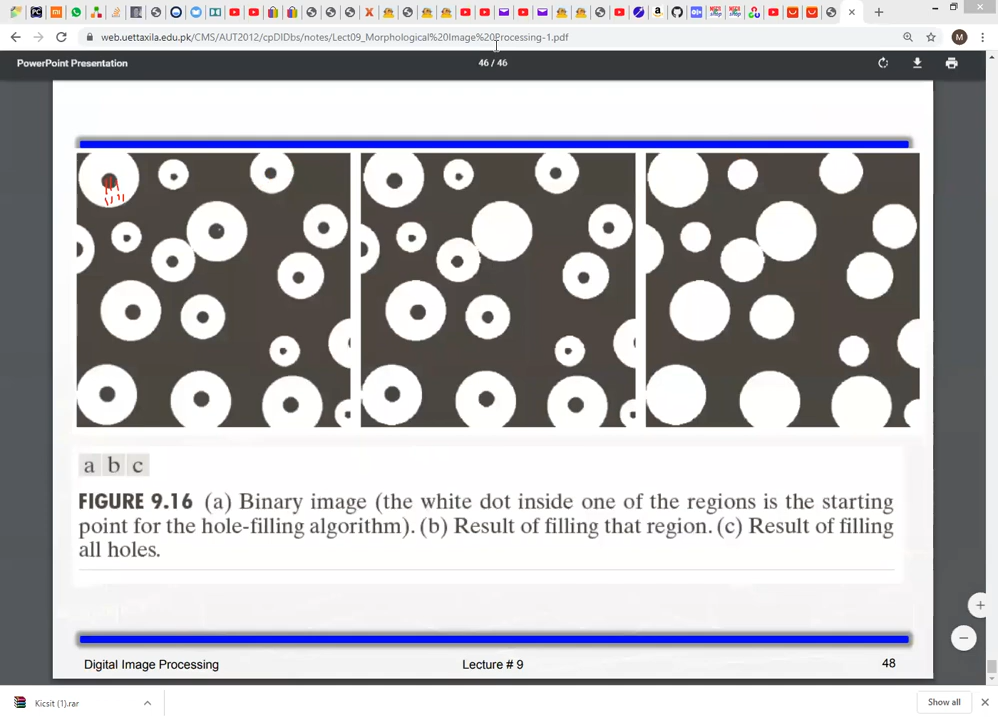 web.uettaxila.edu.pk/CMS/AUT2012/cpDIDbs/notes/Lect09_Morphological%20Image%20Processing-1.pdf
M
PowerPoint Presentation
46 / 46
a b c
FIGURE 9.16 (a) Binary image (the white dot inside one of the regions is the starting
point for the hole-filling algorithm). (b) Result of filling that region. (c) Result of filling
all holes.
Digital Image Processing
Lecture # 9
48
Kicsit (1).rar
Show all